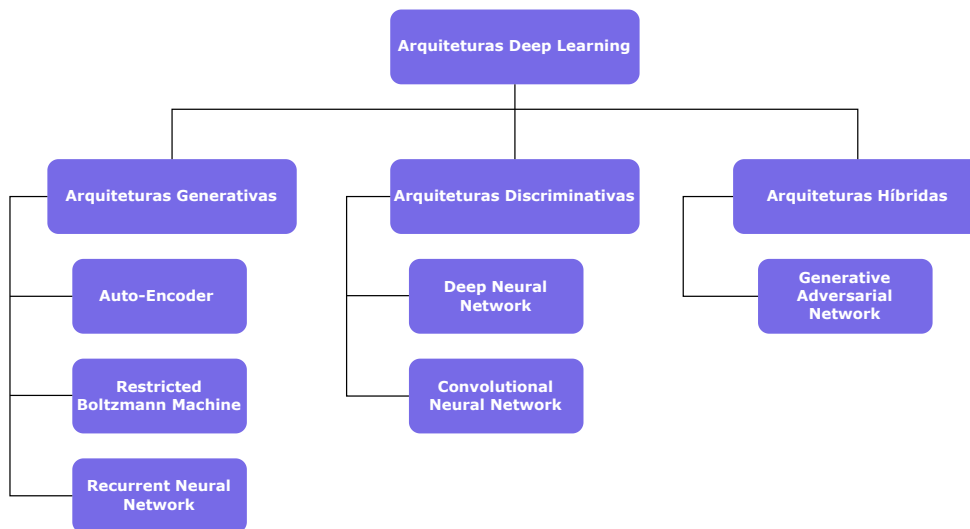 Arquiteturas Deep Learning
Arquiteturas Generativas
Arquiteturas Discriminativas
Arquiteturas Híbridas
Auto-Encoder
Deep Neural
Network
Generative
Adversarial
Network
Restricted
Boltzmann Machine
Convolutional
Neural Network
Recurrent Neural
Network